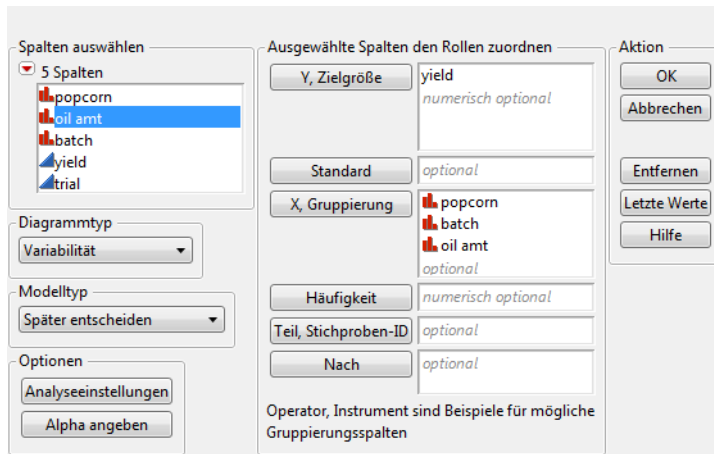 Spalten auswählen
5 Spalten
popcorn
oil amt
batch
yield
trial
Diagrammtyp
Variabilität
Modelltyp
Später entscheiden
Optionen
Analyseeinstellungen
Alpha angeben
Ausgewählte Spalten den Rollen zuordnen
Y, Zielgröße
yield
numerisch optional
Standard
optional
X, Gruppierung
popcorn
batch
oil amt
optional
Häufigkeit
numerisch optional
Teil, Stichproben-ID
optional
Nach
optional
Operator, Instrument sind Beispiele für mögliche
Gruppierungsspalten
Aktion
OK
Abbrechen
Entfernen
Letzte Werte
Hilfe